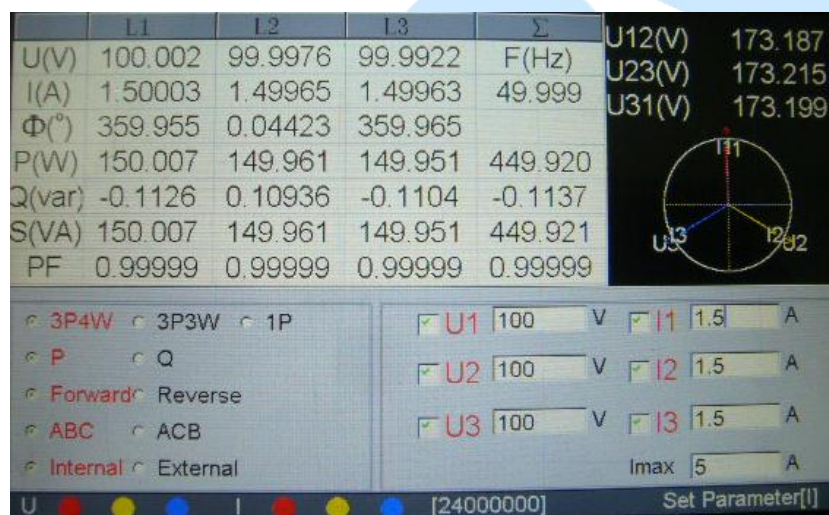 L1 L2 L3 Σ
U(V) 100.002 99.9976 99.9922 F(Hz)
I(A) 1.50003 1.49965 1.49963 49.999
Φ(°) 359.955 0.04423 359.965
P(W) 150.007 149.961 149.951 449.920
Q(var) -0.1126 0.10936 -0.1104 -0.1137
S(VA) 150.007 149.961 149.951 449.921
PF 0.99999 0.99999 0.99999 0.99999
U12(V) 173.187
U23(V) 173.215
U31(V) 173.199
3P4W 3P3W 1P
P Q
Forward Reverse
ABC ACB
Internal External
U1 100 V I1 1.5 A
U2 100 V I2 1.5 A
U3 100 V I3 1.5 A
Imax 5 A
U I [24000000] Set Parameter[I]